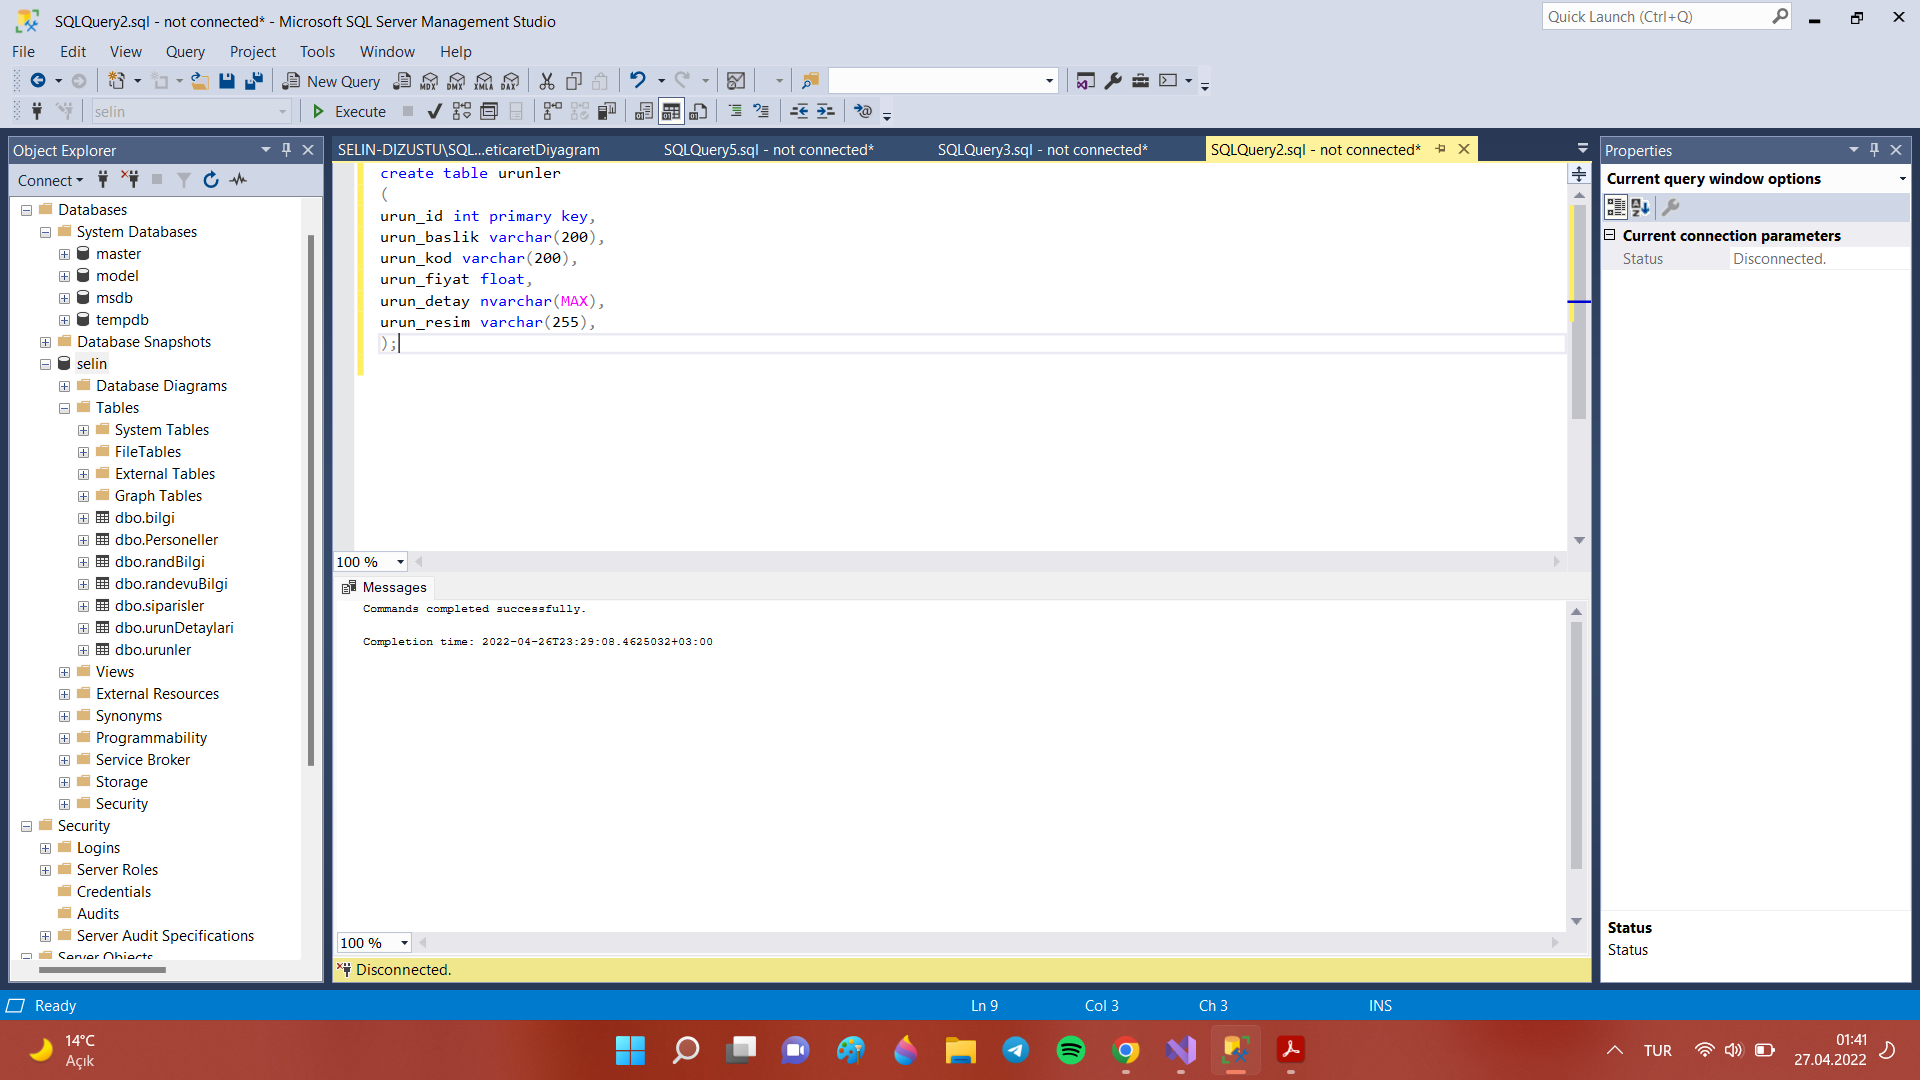 SQLQuery2.sql - not connected* - Microsoft SQL Server Management Studio
Quick Launch (Ctrl+Q)
File Edit View Query Project Tools Window Help
New Query MDX DMX XMLA DAX
selin Execute
Object Explorer
Connect
Databases
System Databases
master
model
msdb
tempdb
Database Snapshots
selin
Database Diagrams
Tables
System Tables
FileTables
External Tables
Graph Tables
dbo.bilgi
dbo.Personeller
dbo.randBilgi
dbo.randevuBilgi
dbo.siparisler
dbo.urunDetaylari
dbo.urunler
Views
External Resources
Synonyms
Programmability
Service Broker
Storage
Security
Security
Logins
Server Roles
Credentials
Audits
Server Audit Specifications
Server Objects
SELIN-DIZUSTU\SQL...eticaretDiyagram SQLQuery5.sql - not connected* SQLQuery3.sql - not connected* SQLQuery2.sql - not connected*
create table urunler
(
urun_id int primary key,
urun_baslik varchar(200),
urun_kod varchar(200),
urun_fiyat float,
urun_detay nvarchar(MAX),
urun_resim varchar(255),
);
100 %
Messages
Commands completed successfully.
Completion time: 2022-04-26T23:29:08.4625032+03:00
100 %
Disconnected.
Properties
Current query window options
Current connection parameters
Status Disconnected.
Status
Status
Ready Ln 9 Col 3 Ch 3 INS
14°C
Açık
TUR
01:41
27.04.2022